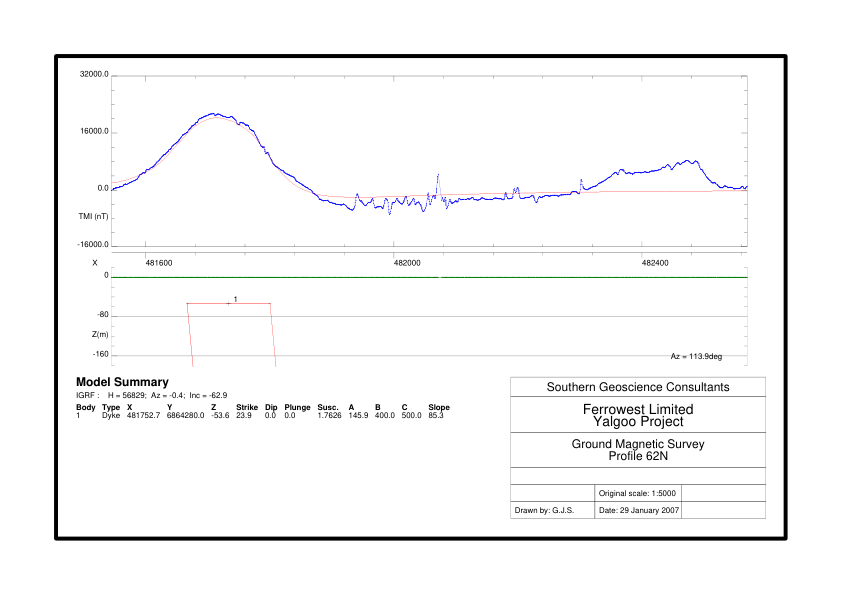 32000.0
16000.0
0.0
TMI (nT)
-16000.0
X 481600 482000 482400
0
1
-80
Z(m)
-160
Az = 113.9deg
Model Summary
IGRF : H = 56829; Az = -0.4; Inc = -62.9
Body Type X Y Z Strike Dip Plunge Susc. A B C Slope
1 Dyke 481752.7 6864280.0 -53.6 23.9 0.0 0.0 1.7626 145.9 400.0 500.0 85.3
Southern Geoscience Consultants
Ferrowest Limited
Yalgoo Project
Ground Magnetic Survey
Profile 62N
Original scale: 1:5000
Drawn by: G.J.S. Date: 29 January 2007